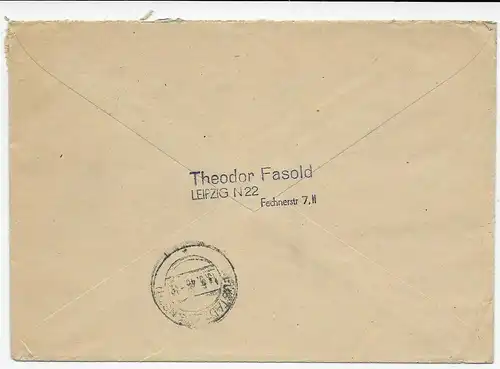 Theodor Fasold
LEIPZIG N 22
Fechnerstr 7, II